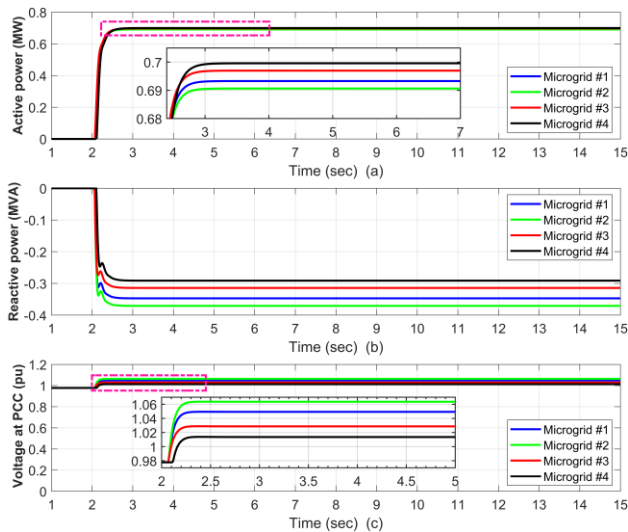 Active power (MW)
0.8
0.6
0.4
0.2
0
0.7
0.69
0.68
3 4 5 6 7
Microgrid #1
Microgrid #2
Microgrid #3
Microgrid #4
1 2 3 4 5 6 7 8 9 10 11 12 13 14 15
Time (sec) (a)
Reactive power (MVA)
0
-0.1
-0.2
-0.3
-0.4
Microgrid #1
Microgrid #2
Microgrid #3
Microgrid #4
1 2 3 4 5 6 7 8 9 10 11 12 13 14 15
Time (sec) (b)
Voltage at PCC (pu)
1.2
1
0.8
0.6
0.4
0.2
0
1.06
1.04
1.02
1
0.98
2 2.5 3 3.5 4 4.5 5
Microgrid #1
Microgrid #2
Microgrid #3
Microgrid #4
1 2 3 4 5 6 7 8 9 10 11 12 13 14 15
Time (sec) (c)